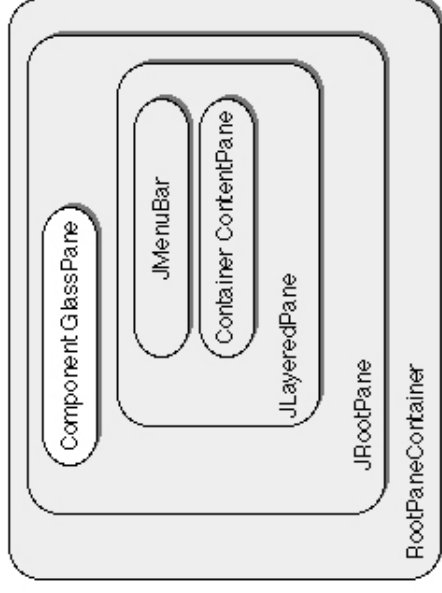 Component GlassPane
JMenuBar
Container ContentPane
JLayeredPane
JRootPane
RootPaneContainer